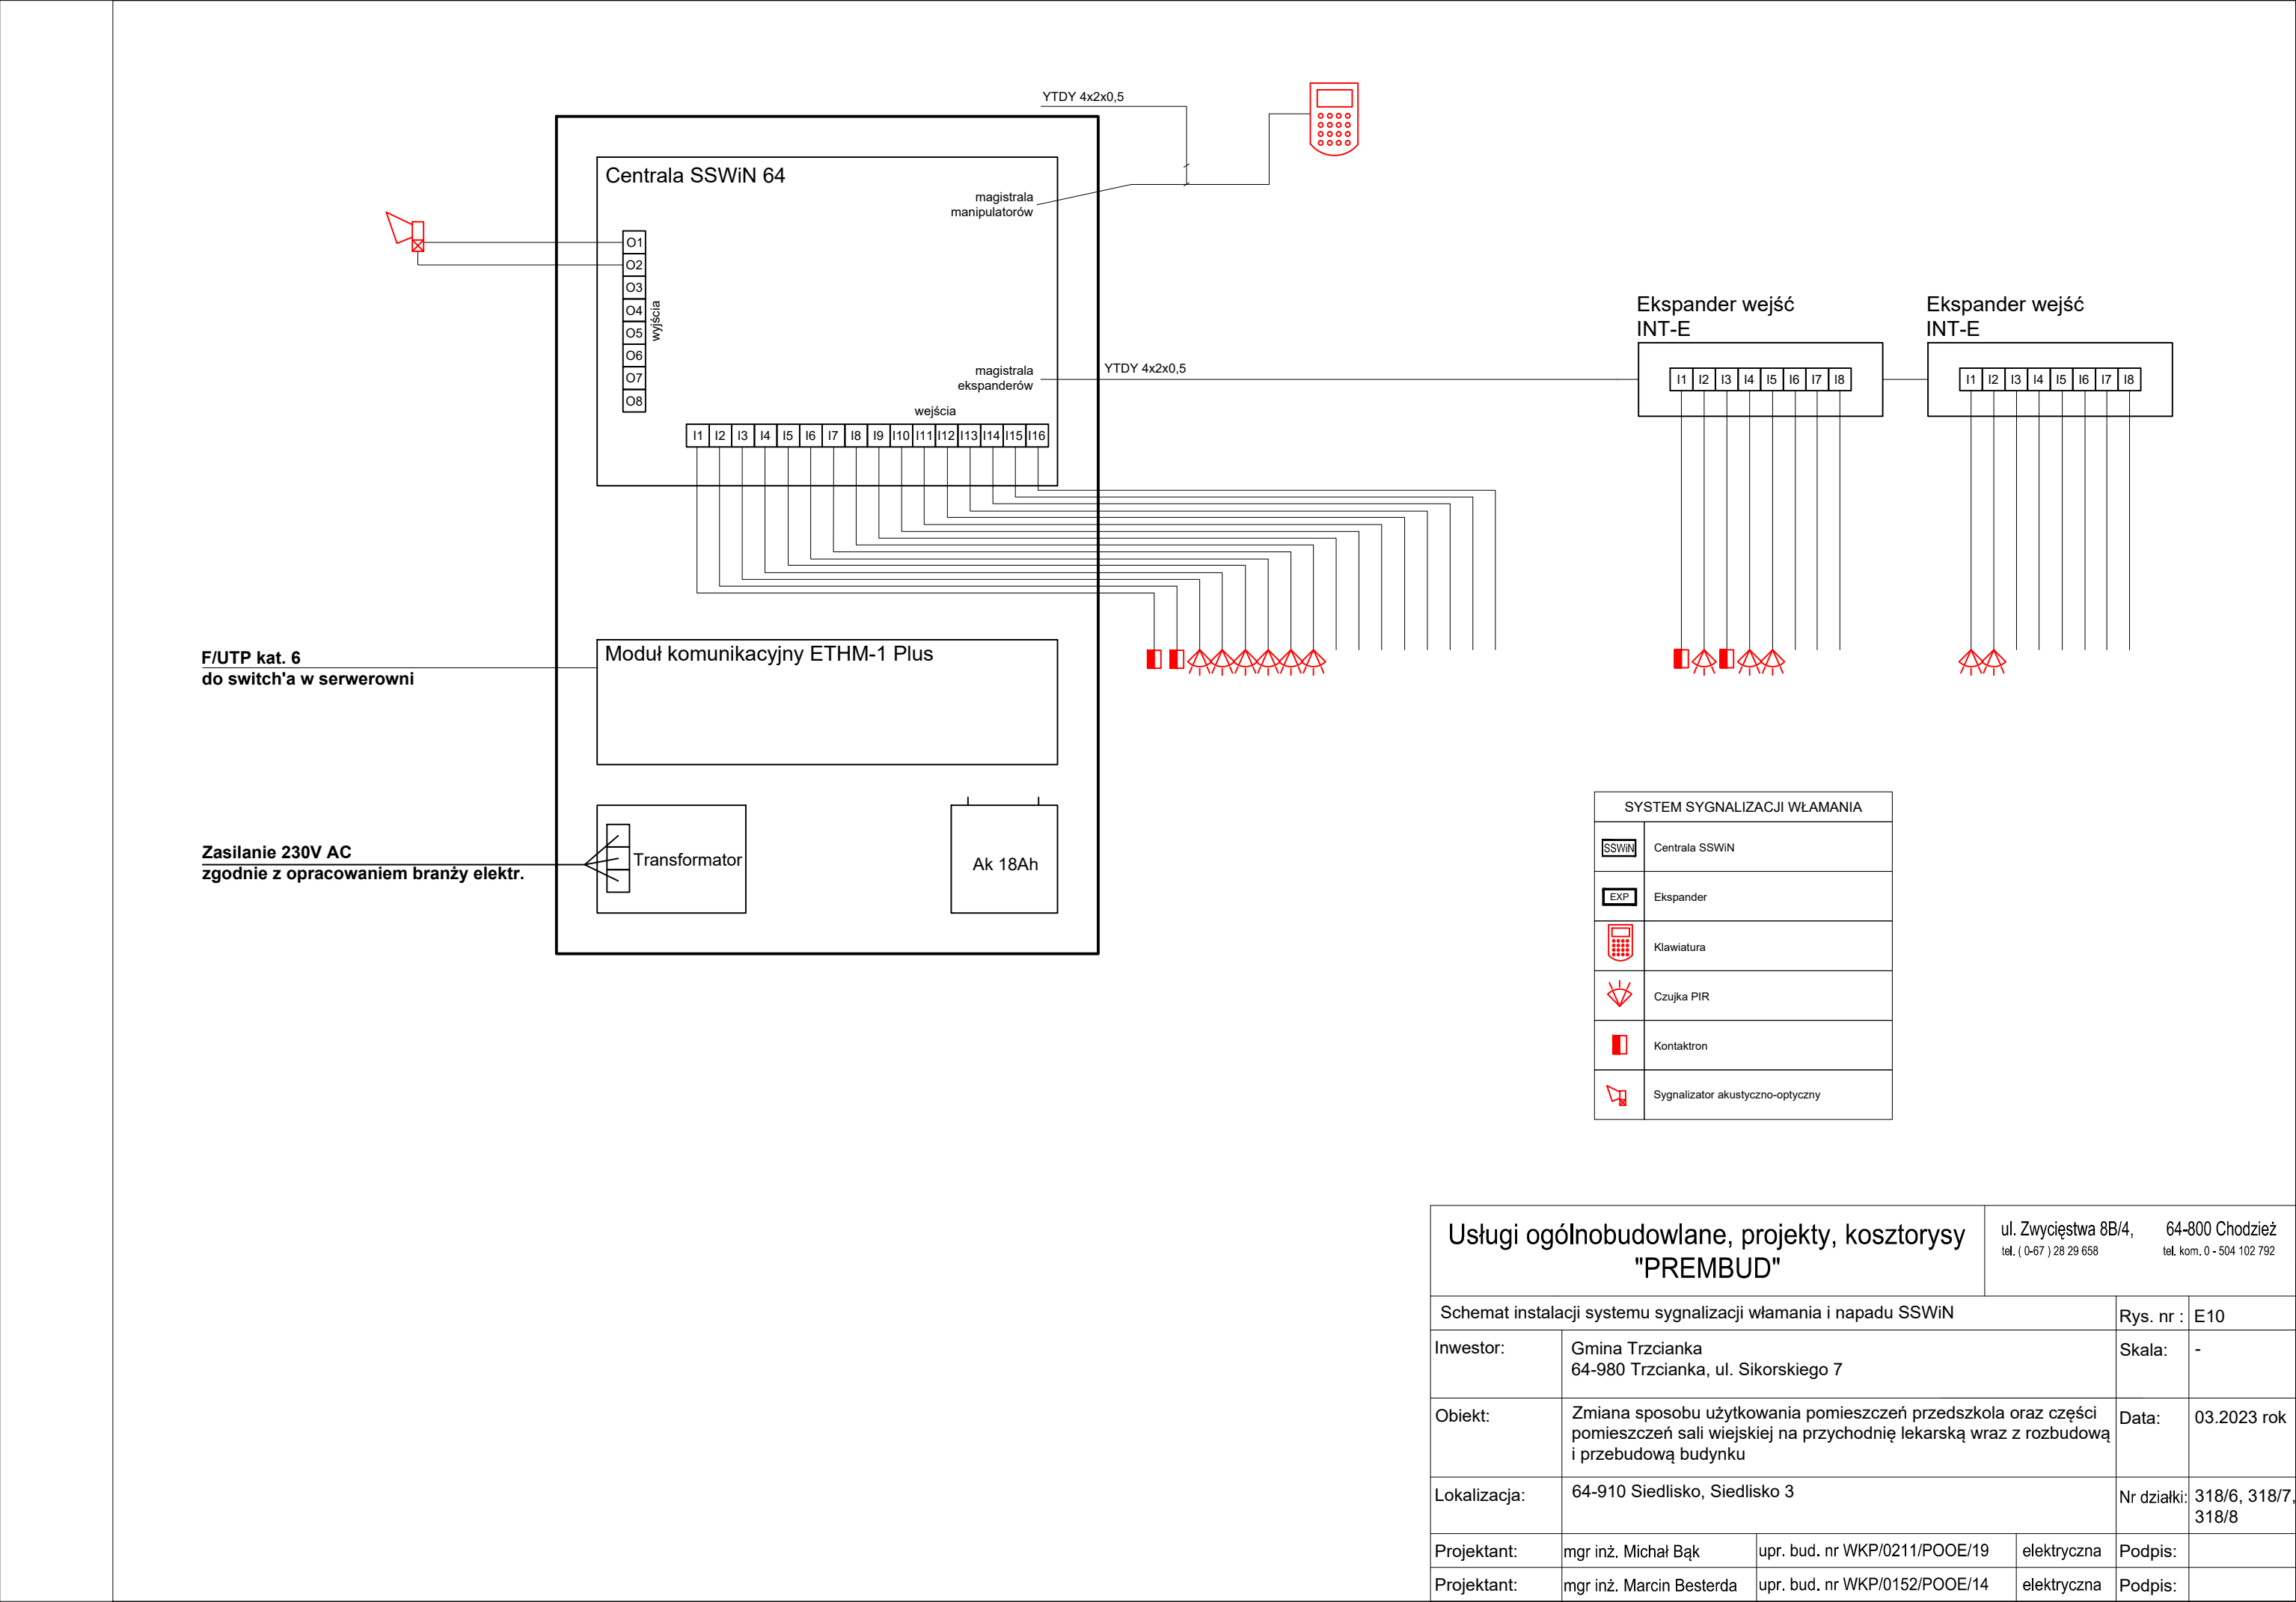 YTDY 4x2x0,5
Centrala SSWiN 64
magistrala
manipulatorów
O1
O2
O3
O4
O5
O6
O7
O8
wyjścia
magistrala
ekspanderów
YTDY 4x2x0,5
wejścia
I1 I2 I3 I4 I5 I6 I7 I8 I9 I10 I11 I12 I13 I14 I15 I16
Ekspander wejść
INT-E
I1 I2 I3 I4 I5 I6 I7 I8
Ekspander wejść
INT-E
I1 I2 I3 I4 I5 I6 I7 I8
F/UTP kat. 6
do switch'a w serwerowni
Moduł komunikacyjny ETHM-1 Plus
Zasilanie 230V AC
zgodnie z opracowaniem branży elektr.
Transformator
Ak 18Ah
SYSTEM SYGNALIZACJI WŁAMANIA
SSWiN Centrala SSWiN
EXP Ekspander
Klawiatura
Czujka PIR
Kontaktron
Sygnalizator akustyczno-optyczny
Usługi ogólnobudowlane, projekty, kosztorysy
"PREMBUD"
ul. Zwycięstwa 8B/4, 64-800 Chodzież
tel. ( 0-67 ) 28 29 658 tel. kom. 0 - 504 102 792
Schemat instalacji systemu sygnalizacji włamania i napadu SSWiN
Rys. nr : E10
Inwestor: Gmina Trzcianka
64-980 Trzcianka, ul. Sikorskiego 7
Skala: -
Obiekt: Zmiana sposobu użytkowania pomieszczeń przedszkola oraz części
pomieszczeń sali wiejskiej na przychodnię lekarską wraz z rozbudową
i przebudową budynku
Data: 03.2023 rok
Lokalizacja: 64-910 Siedlisko, Siedlisko 3
Nr działki: 318/6, 318/7,
318/8
Projektant: mgr inż. Michał Bąk upr. bud. nr WKP/0211/POOE/19 elektryczna Podpis:
Projektant: mgr inż. Marcin Besterda upr. bud. nr WKP/0152/POOE/14 elektryczna Podpis: